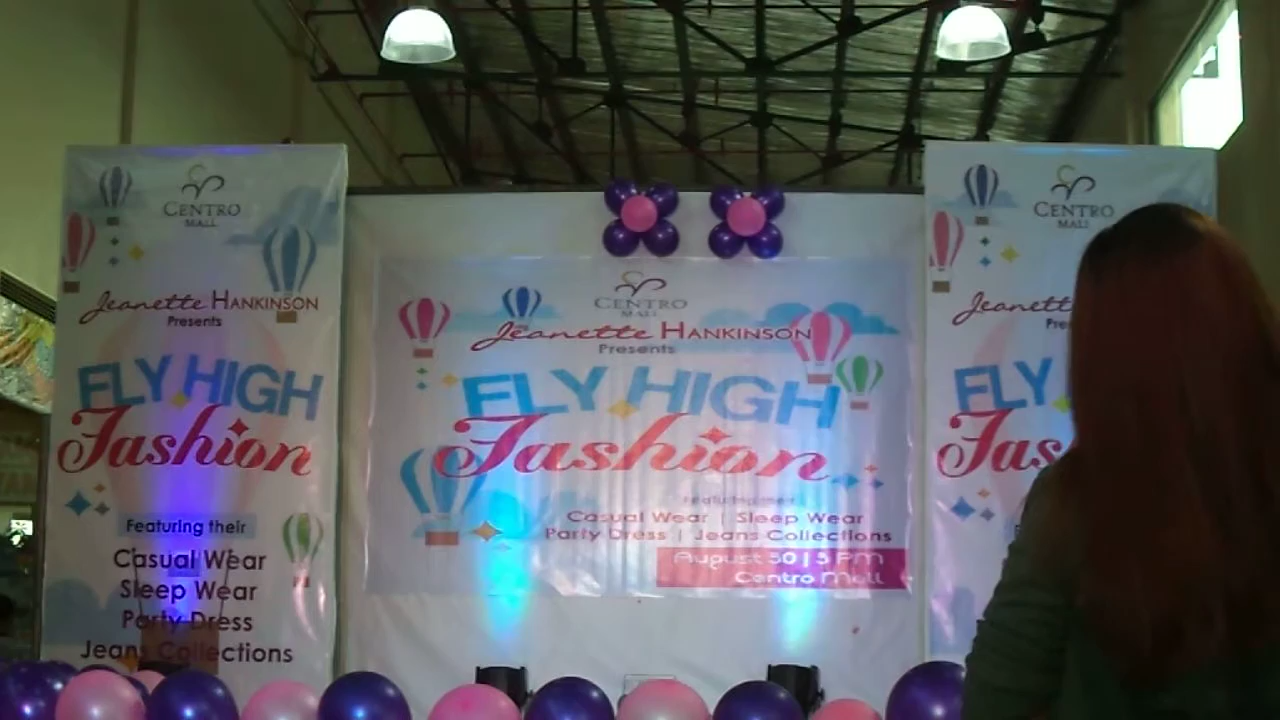 CENTRO
MALL
Jeanette HANKINSON
Presents
FLY HIGH
Fashion
Featuring their
Casual Wear
Sleep Wear
Party Dress
Jeans Collections
CENTRO
MALL
Jeanette HANKINSON
Presents
FLY HIGH
Fashion
Featuring their
Casual Wear | Sleep Wear
Party Dress | Jeans Collections
August 30 | 5 PM
Centro Mall
CENTRO
MALL
FLY